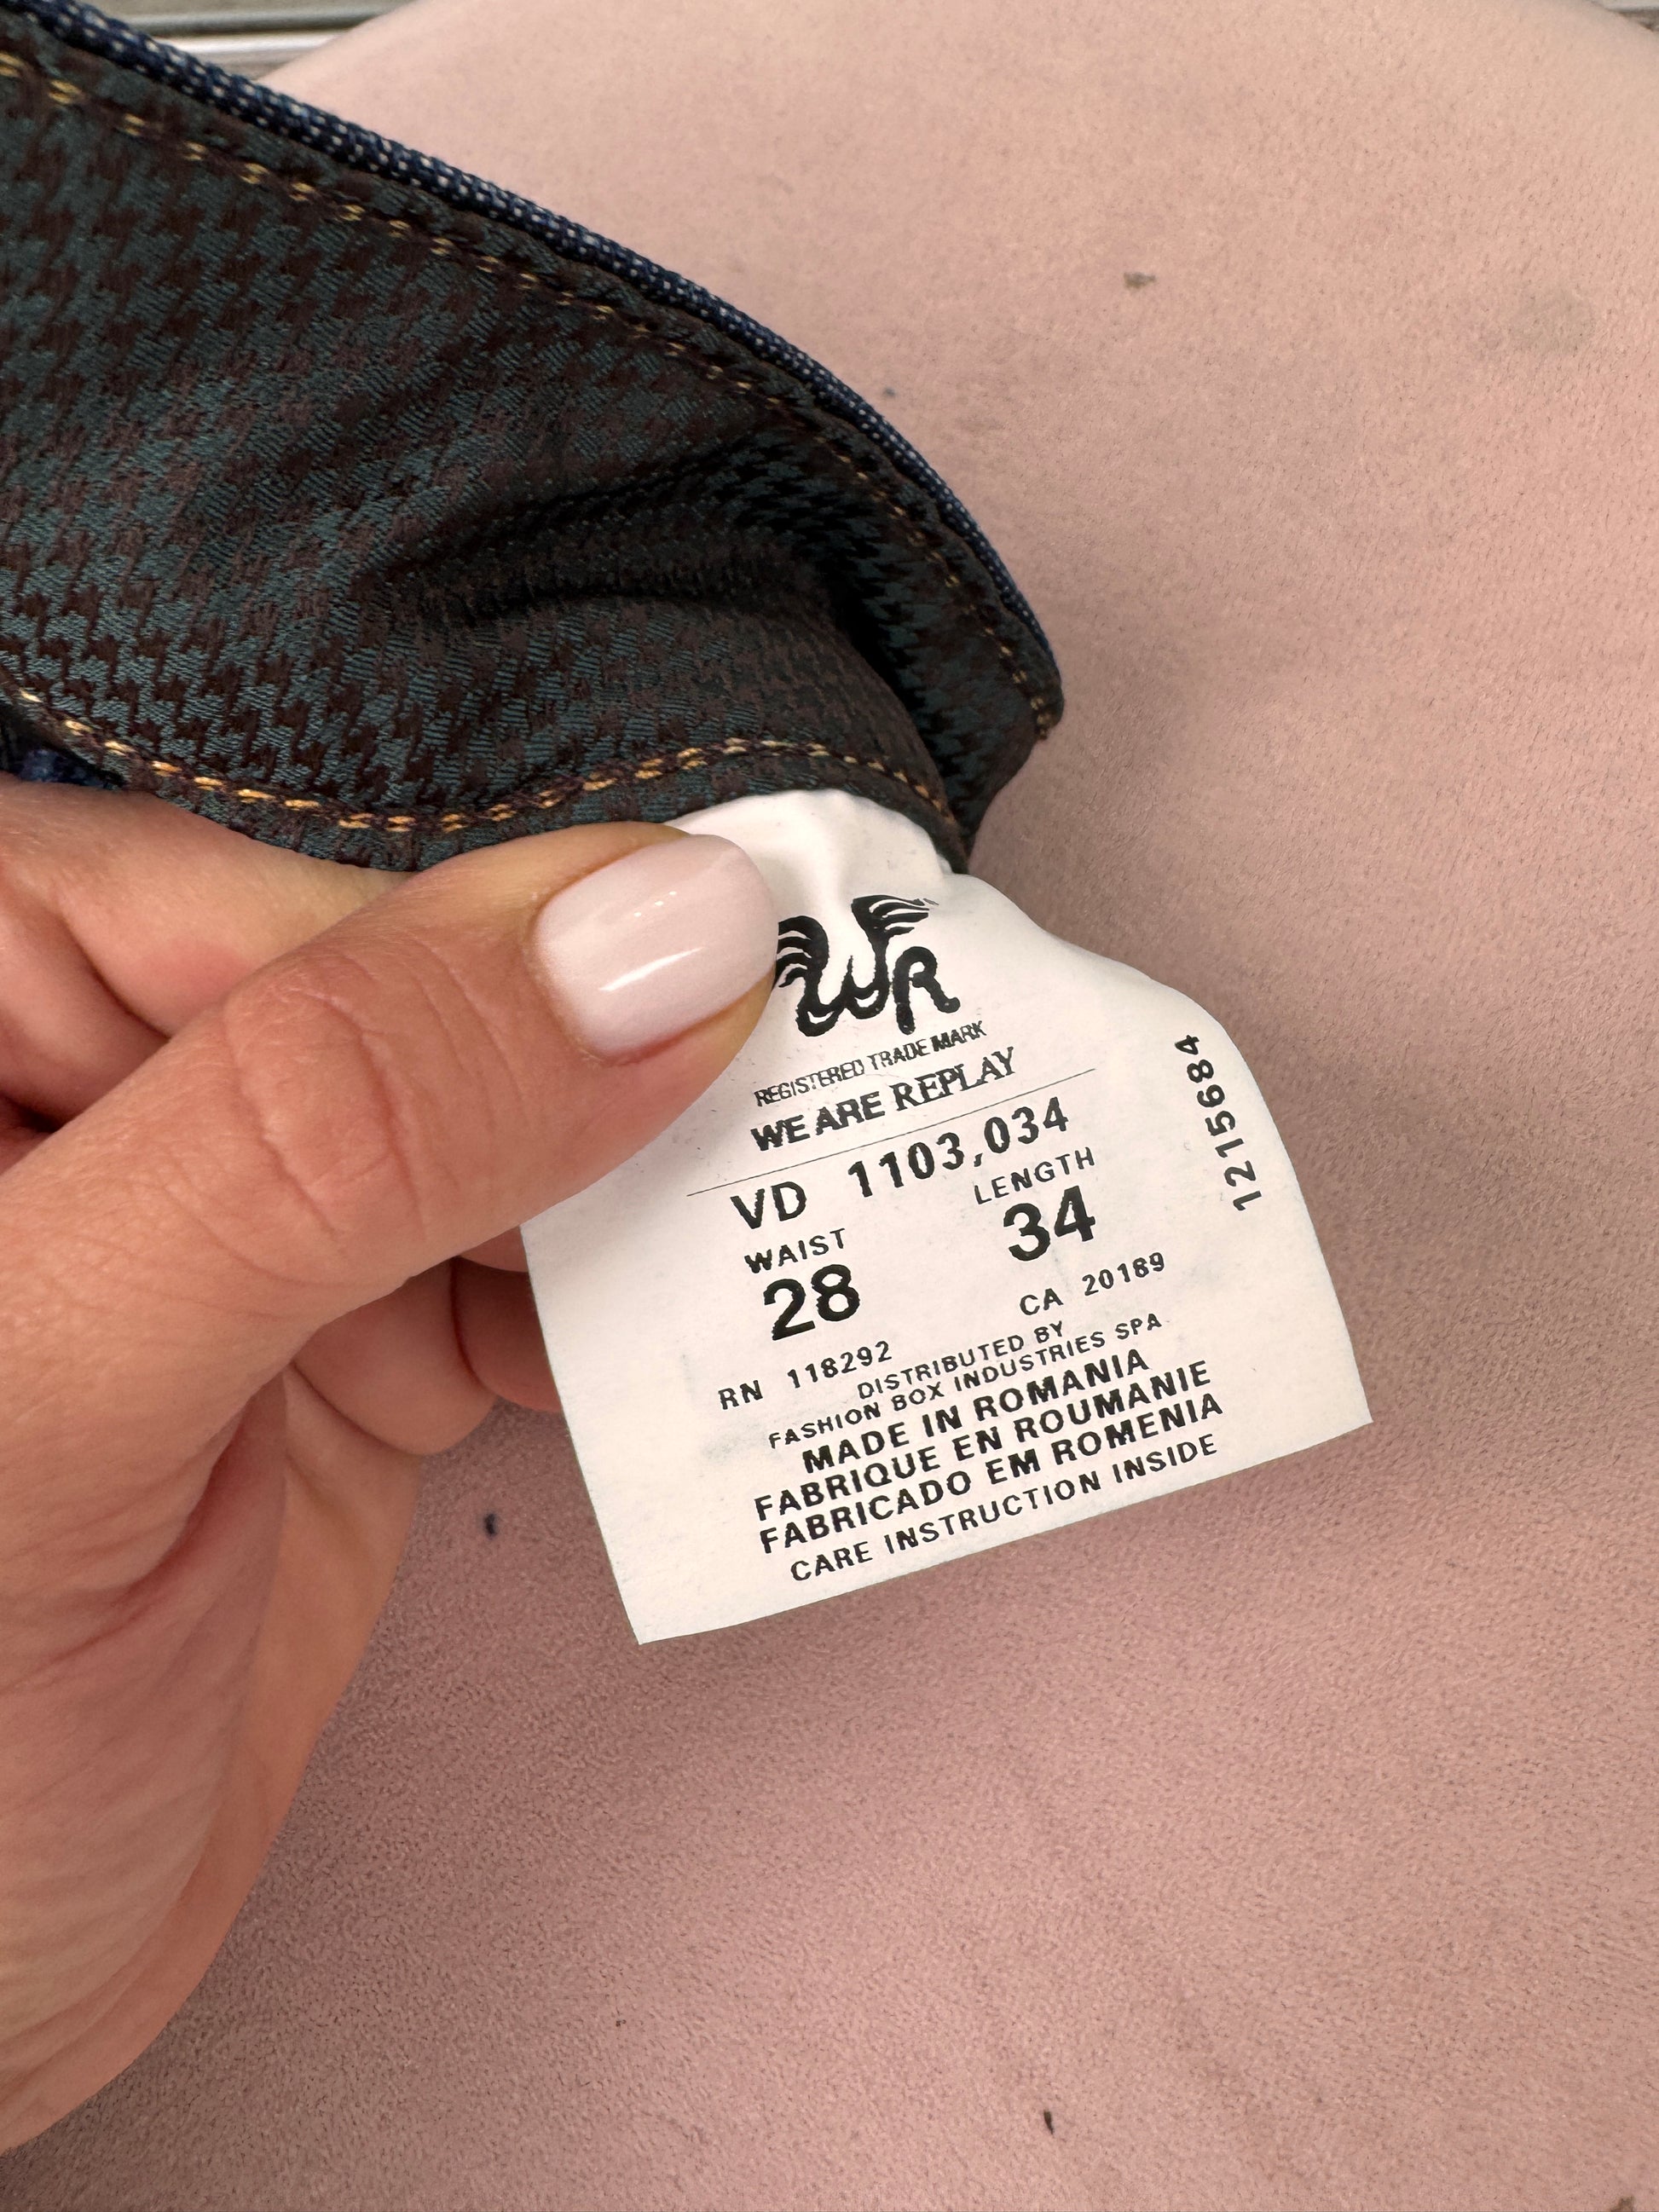 WR
REGISTERED TRADE MARK
WE ARE REPLAY
VD 1103,034
WAIST LENGTH
28 34
RN 118292 CA 20189
DISTRIBUTED BY
FASHION BOX INDUSTRIES SPA
MADE IN ROMANIA
FABRIQUE EN ROUMANIE
FABRICADO EM ROMENIA
CARE INSTRUCTION INSIDE
1215684